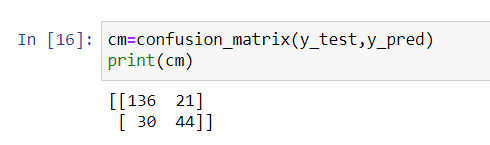 In [16]: cm=confusion_matrix(y_test,y_pred)
print(cm)
[[136 21]
[ 30 44]]